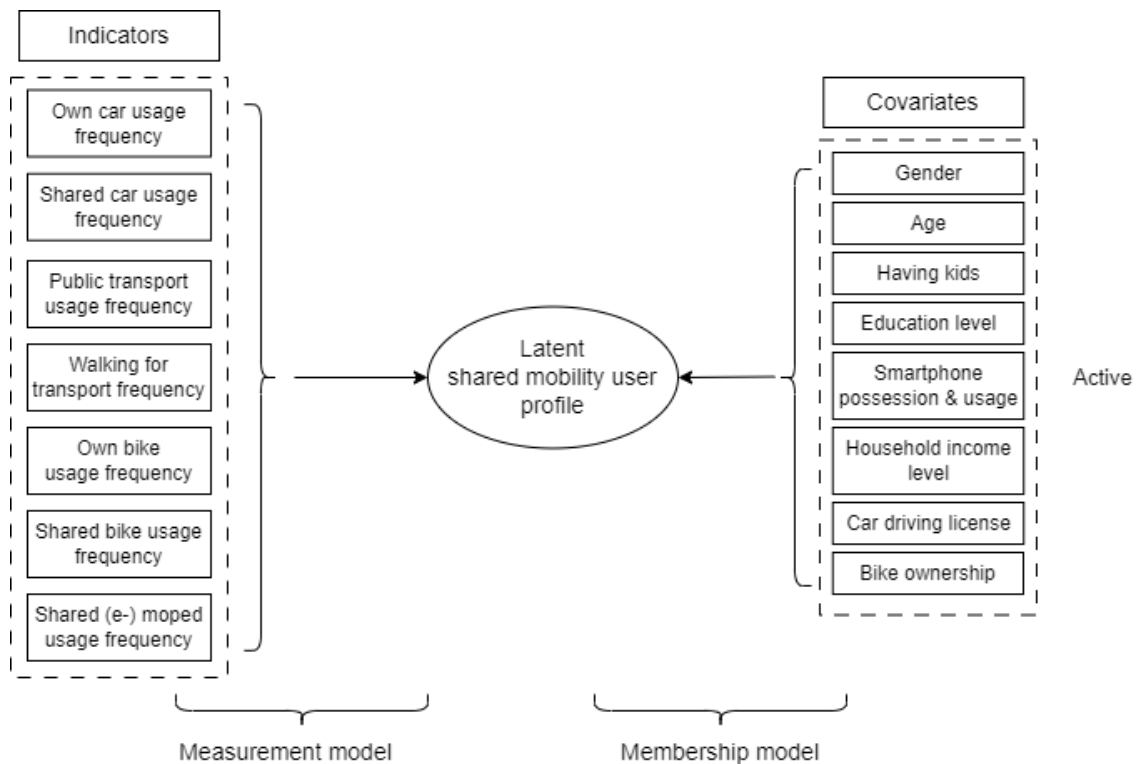 Indicators
Own car usage
frequency
Shared car usage
frequency
Public transport
usage frequency
Walking for
transport frequency
Own bike
usage frequency
Shared bike usage
frequency
Shared (e-) moped
usage frequency
Latent
shared mobility user
profile
Covariates
Gender
Age
Having kids
Education level
Smartphone
possession & usage
Household income
level
Car driving license
Bike ownership
Active
Measurement model
Membership model